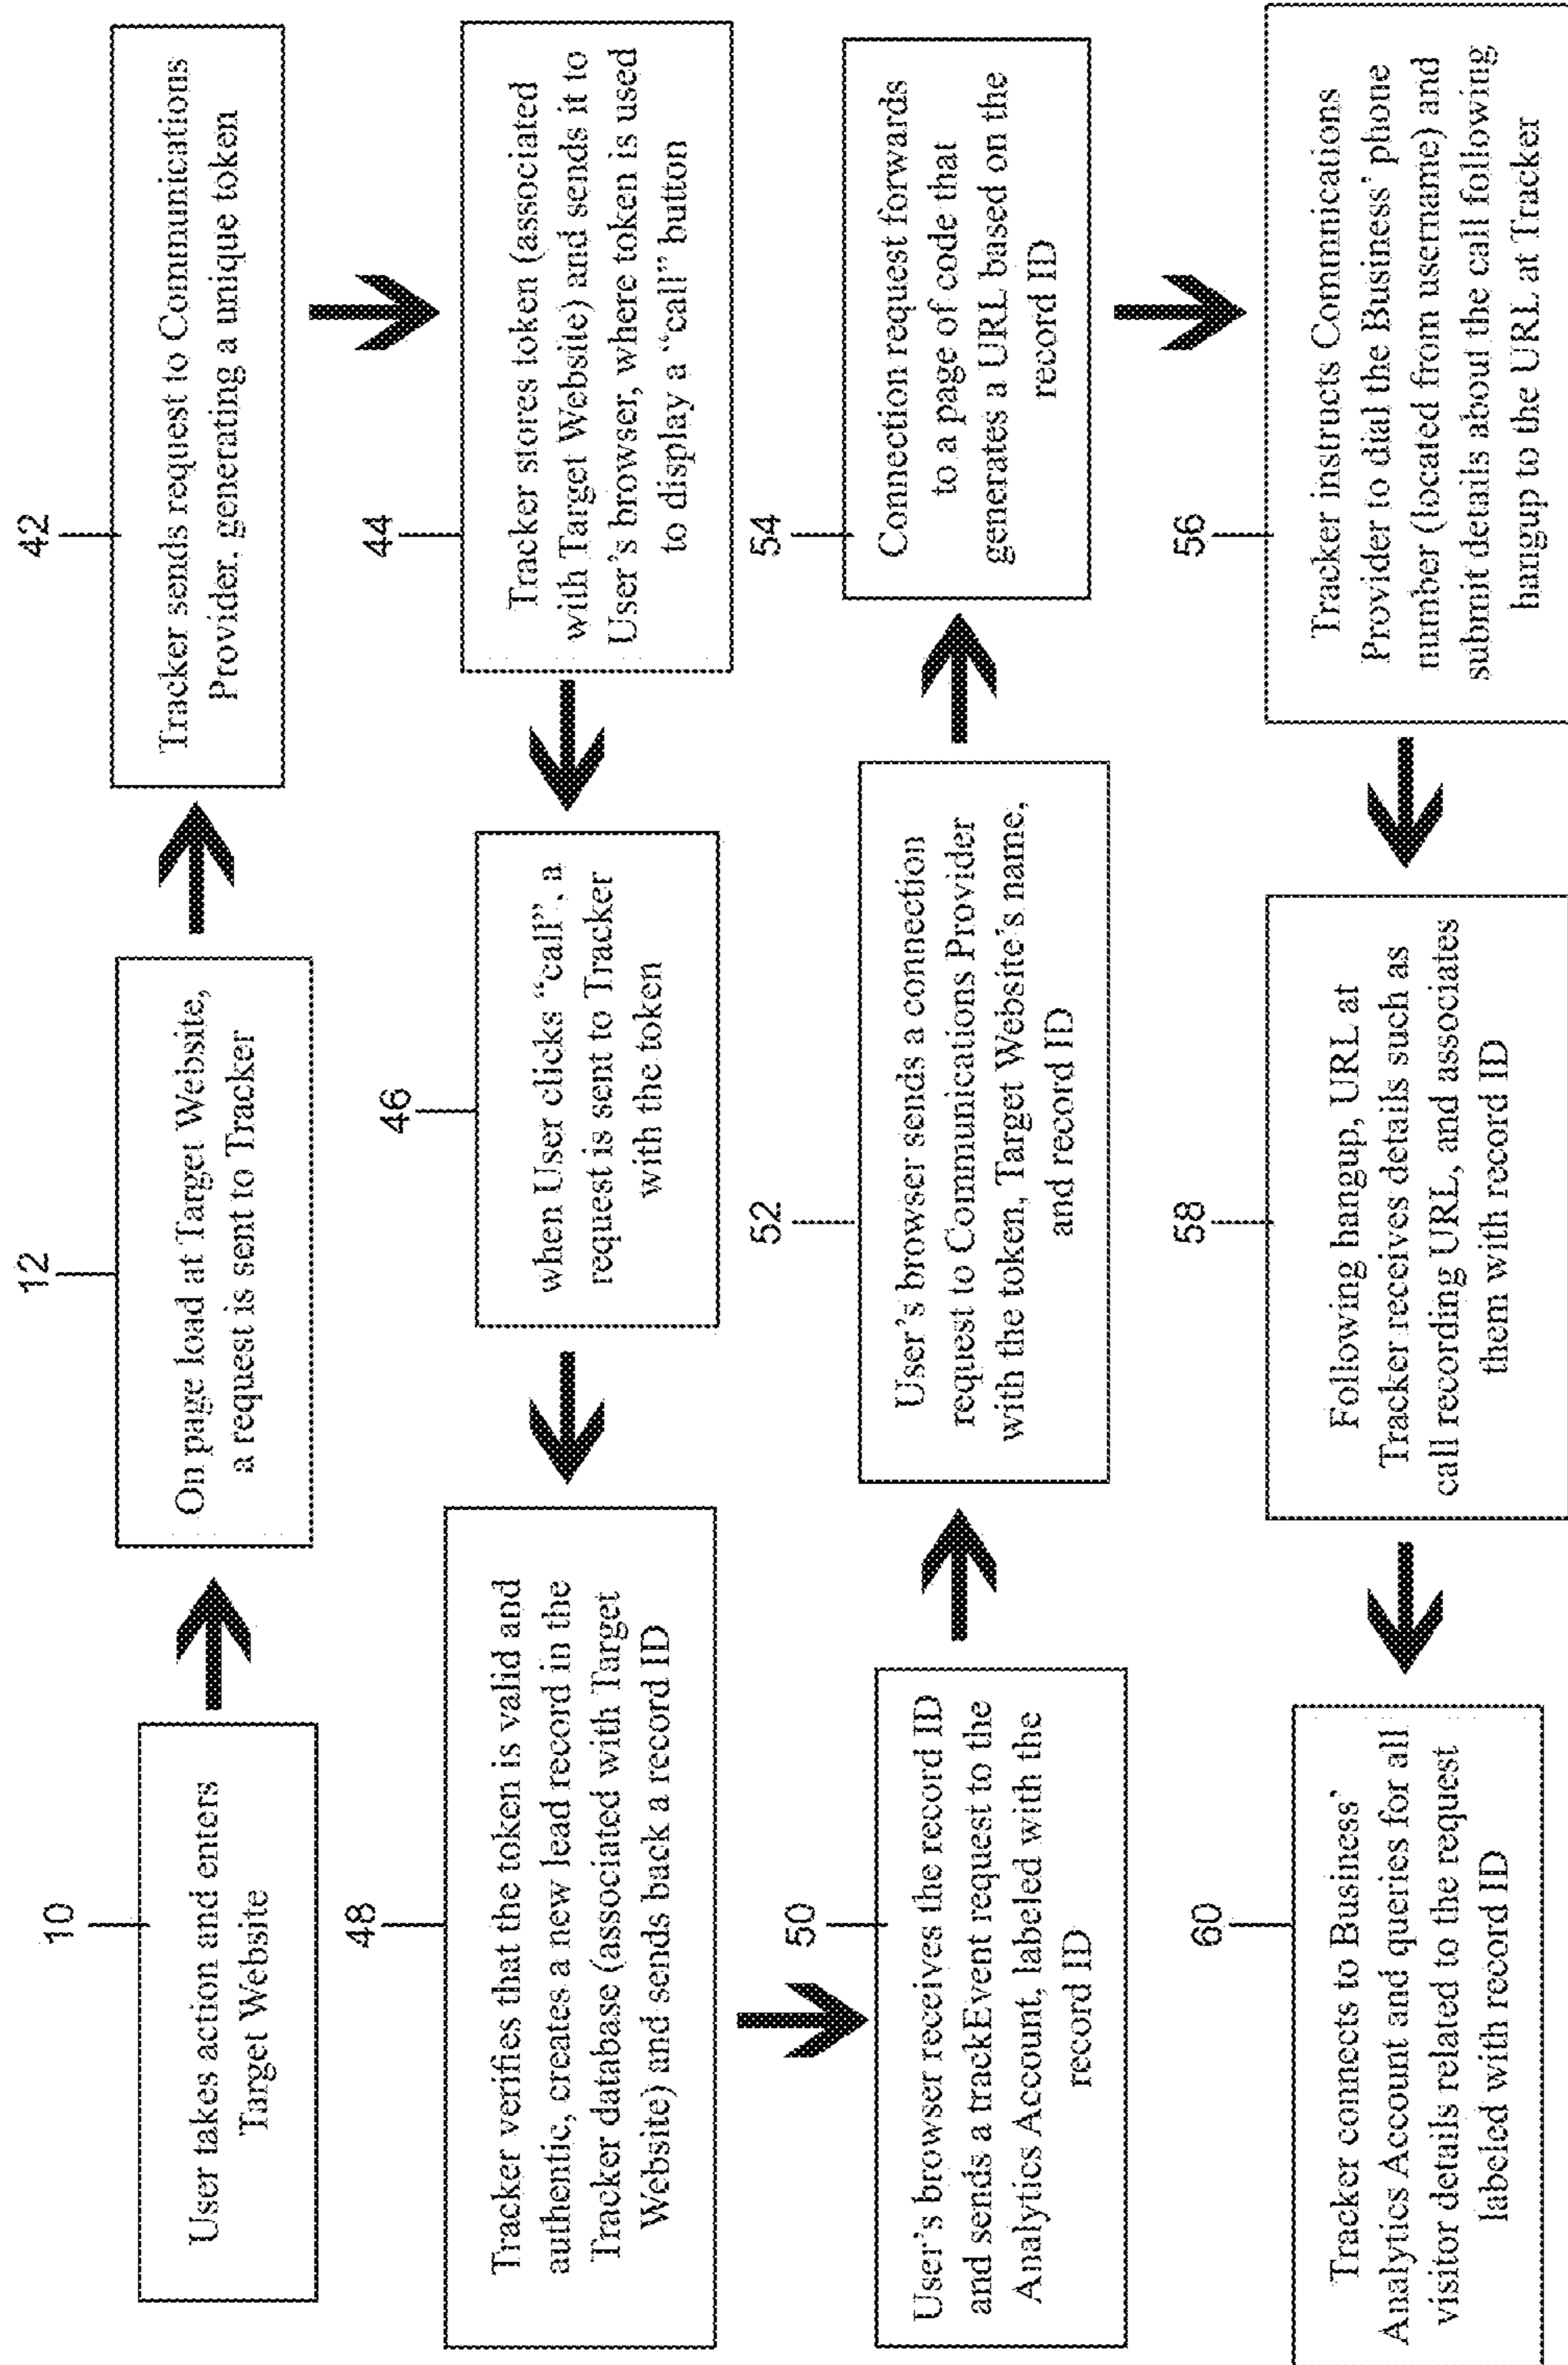 10
User takes action and enters
Target Website
12
On page load at Target Website,
a request is sent to Tracker
42
Tracker sends request to Communications
Provider, generating a unique token
44
Tracker stores token (associated
with Target Website) and sends it to
User's browser, where token is used
to display a “call” button
46
when User clicks “call”, a
request is sent to Tracker
with the token
48
Tracker verifies that the token is valid and
authentic, creates a new lead record in the
Tracker database (associated with Target
Website) and sends back a record ID
50
User's browser receives the record ID
and sends a trackEvent request to the
Analytics Account, labeled with the
record ID
52
User's browser sends a connection
request to Communications Provider
with the token, Target Website's name,
and record ID
54
Connection request forwards
to a page of code that
generates a URL based on the
record ID
56
Tracker instructs Communications
Provider to dial the Business' phone
number (located from username) and
submit details about the call following
hangup to the URL at Tracker
58
Following hangup, URL at
Tracker receives details such as
call recording URL, and associates
them with record ID
60
Tracker connects to Business'
Analytics Account and queries for all
visitor details related to the request
labeled with record ID